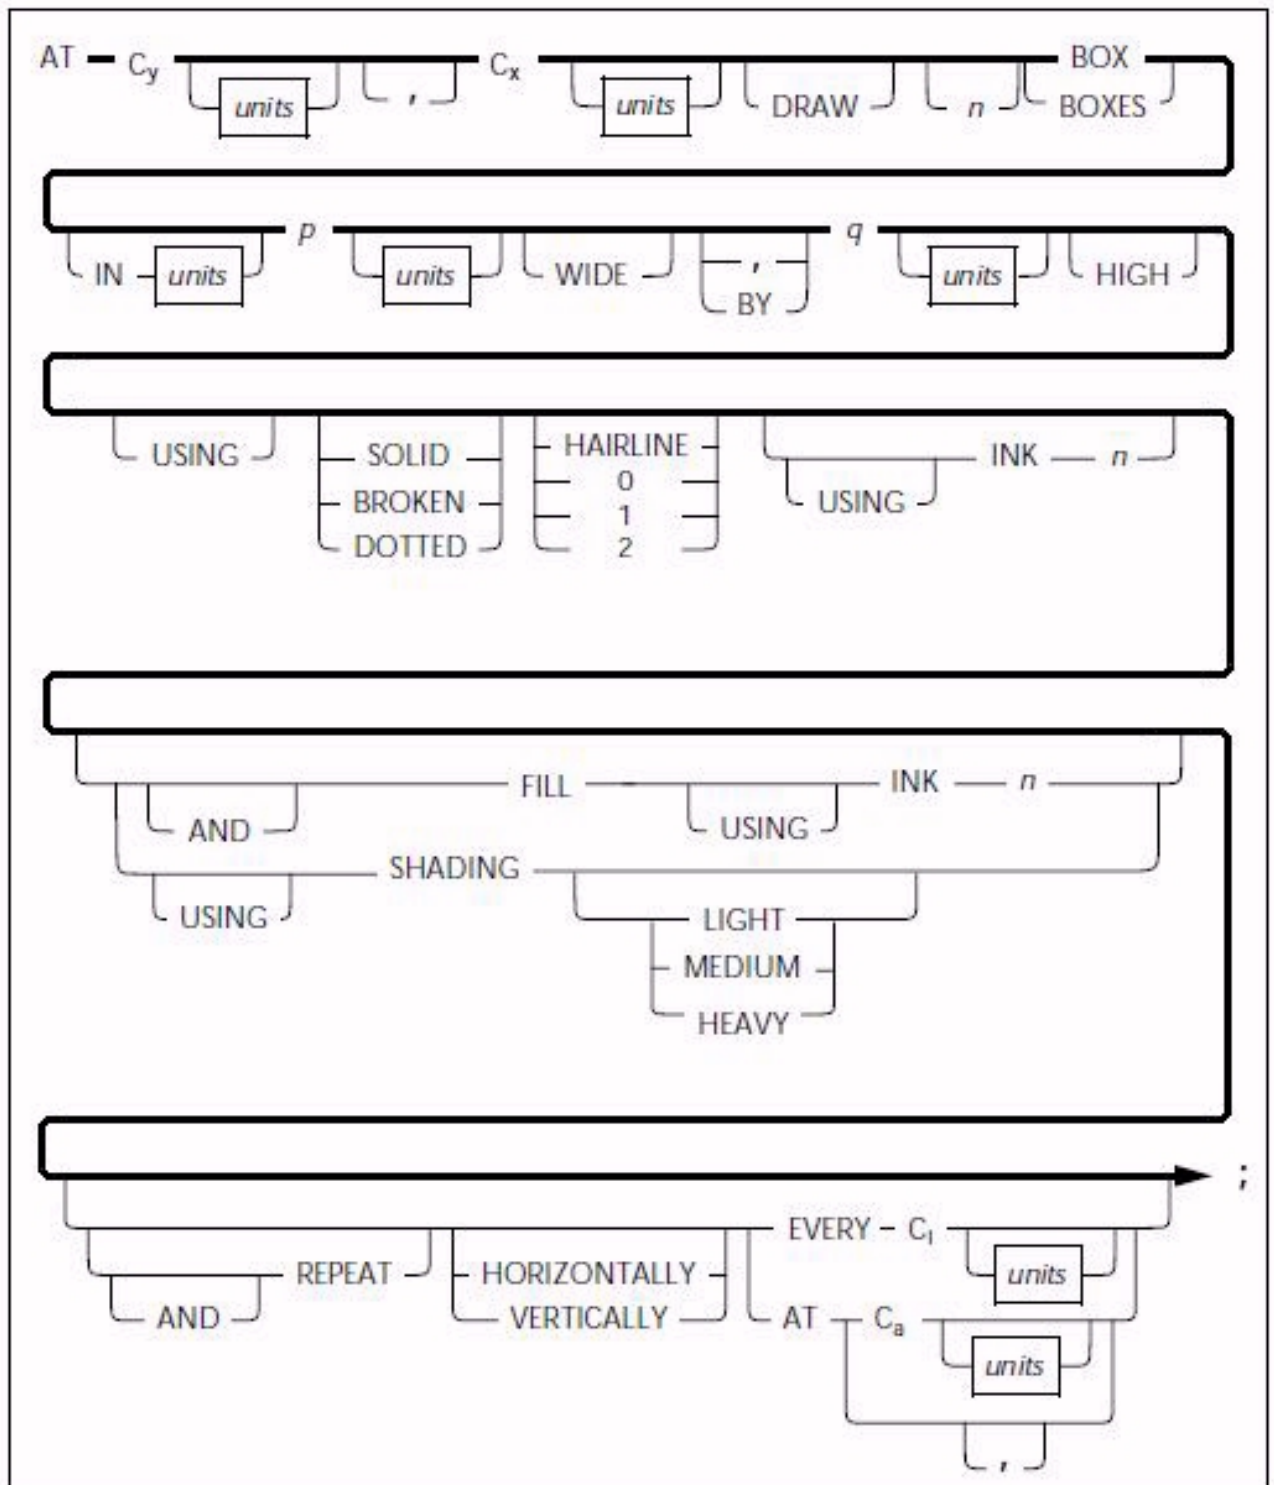 AT Cy Cx BOX
units , units DRAW n BOXES
p q
IN units units WIDE , units HIGH
BY
USING SOLID HAIRLINE INK n
BROKEN 0 USING
DOTTED 1
2
FILL INK n
AND USING
SHADING
USING LIGHT
MEDIUM
HEAVY
;
EVERY Cl
REPEAT HORIZONTALLY units
AND VERTICALLY AT Ca
units
,